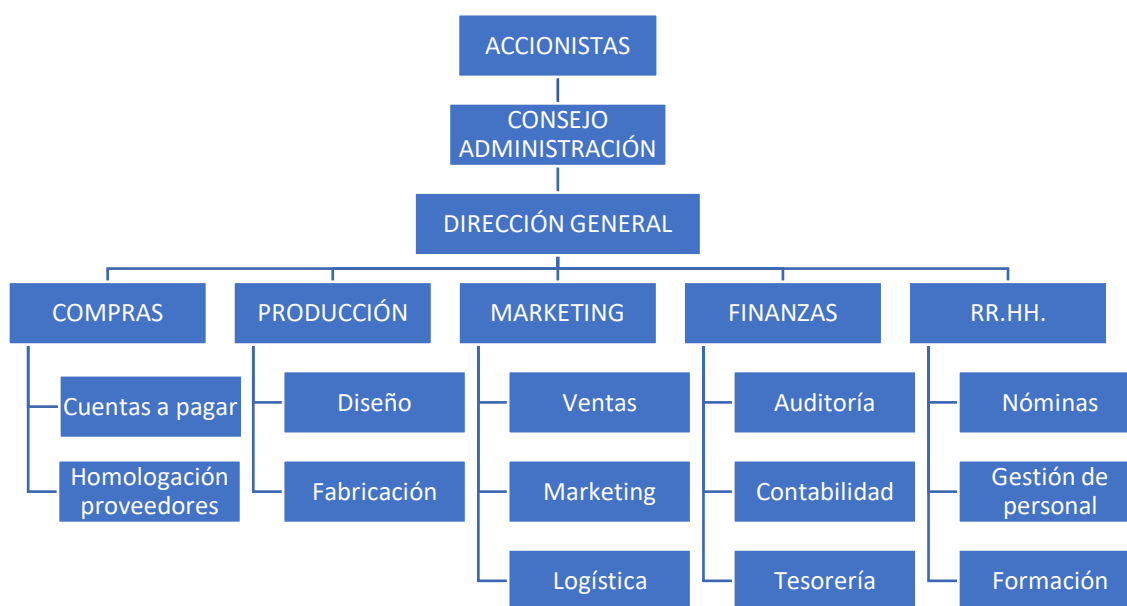 ACCIONISTAS
CONSEJO
ADMINISTRACIÓN
DIRECCIÓN GENERAL
COMPRAS
PRODUCCIÓN
MARKETING
FINANZAS
RR.HH.
Cuentas a pagar
Diseño
Ventas
Auditoría
Nóminas
Homologación
proveedores
Fabricación
Marketing
Contabilidad
Gestión de
personal
Logística
Tesorería
Formación